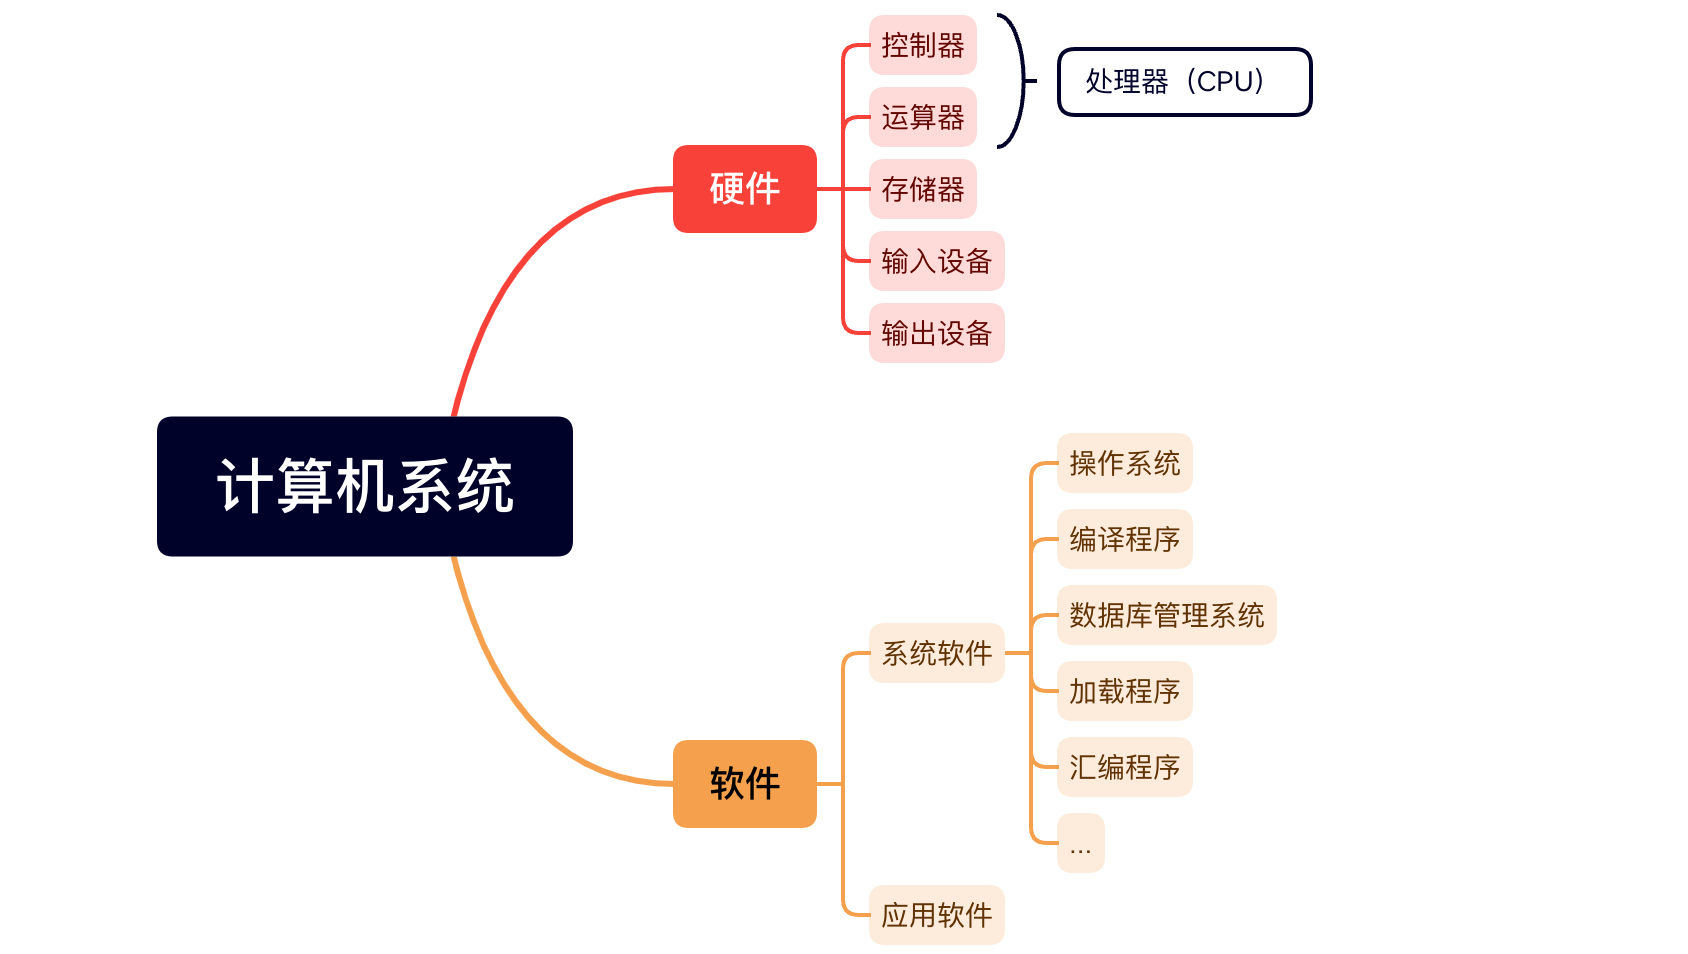 计算机系统
硬件
控制器
运算器
处理器（CPU）
存储器
输入设备
输出设备
软件
系统软件
操作系统
编译程序
数据库管理系统
加载程序
汇编程序
...
应用软件